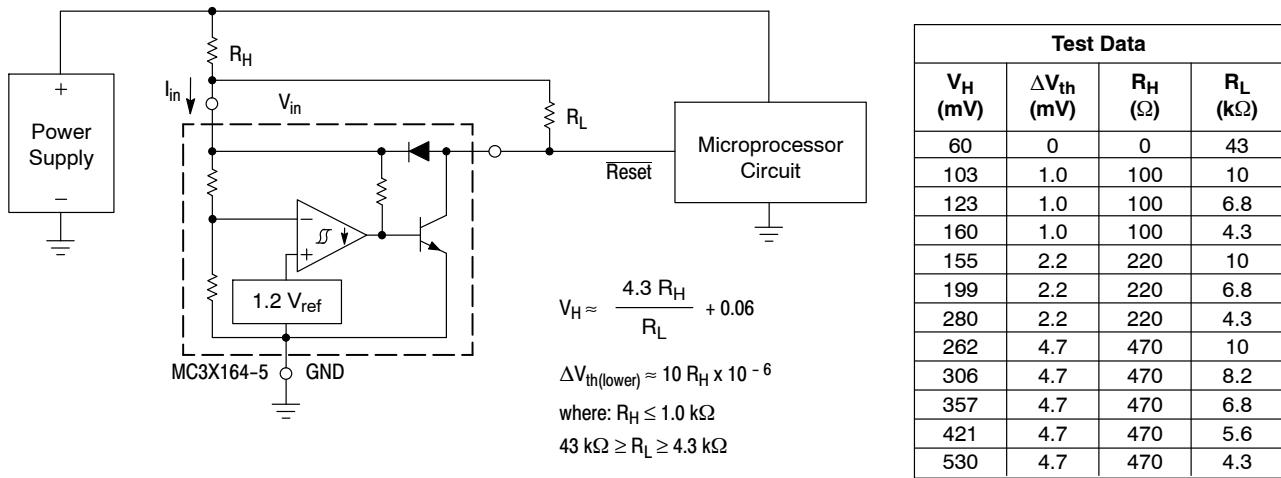 Power
Supply
+
−
R_H
I_in
V_in
R_L
Reset
Microprocessor
Circuit
−
+
1.2 V_ref
MC3X164-5
GND
V_H ≈ 4.3 R_H / R_L + 0.06
ΔV_th(lower) ≈ 10 R_H x 10^−6
where: R_H ≤ 1.0 kΩ
43 kΩ ≥ R_L ≥ 4.3 kΩ
Test Data
V_H (mV) ΔV_th (mV) R_H (Ω) R_L (kΩ)
60 0 0 43
103 1.0 100 10
123 1.0 100 6.8
160 1.0 100 4.3
155 2.2 220 10
199 2.2 220 6.8
280 2.2 220 4.3
262 4.7 470 10
306 4.7 470 8.2
357 4.7 470 6.8
421 4.7 470 5.6
530 4.7 470 4.3